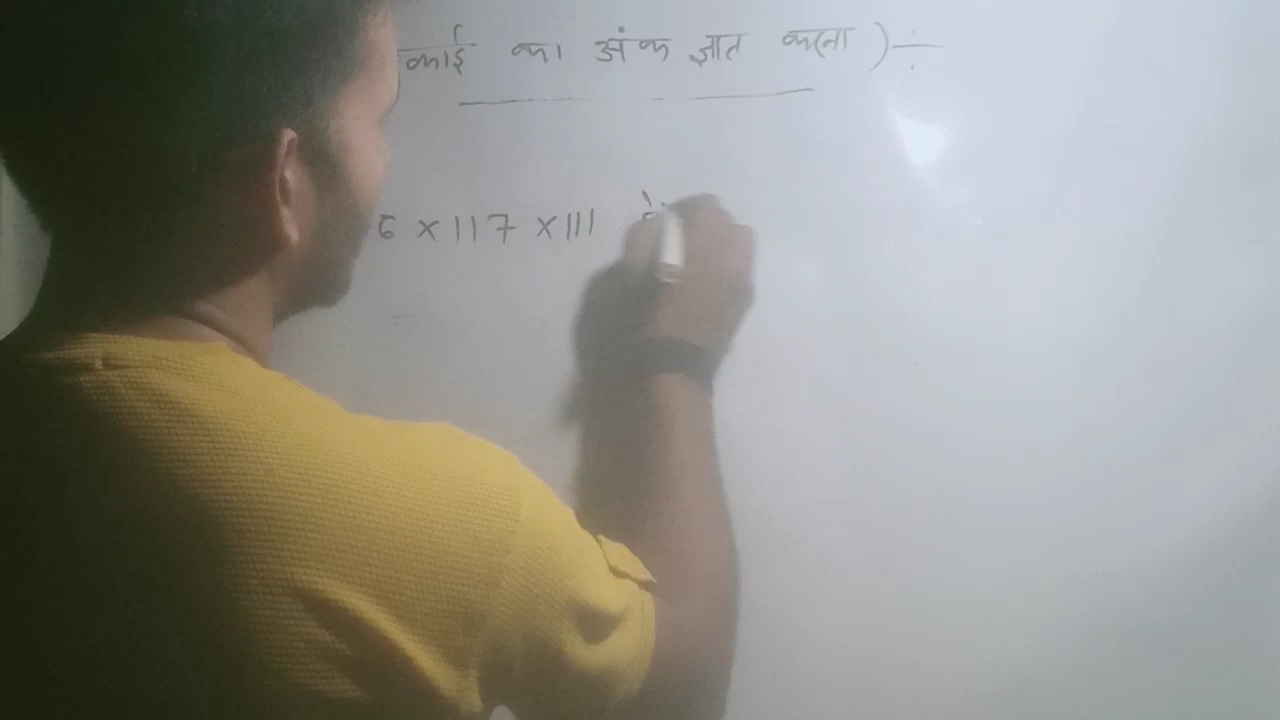 काई का अंक ज्ञात करना ) ÷
6 × 117 × 111